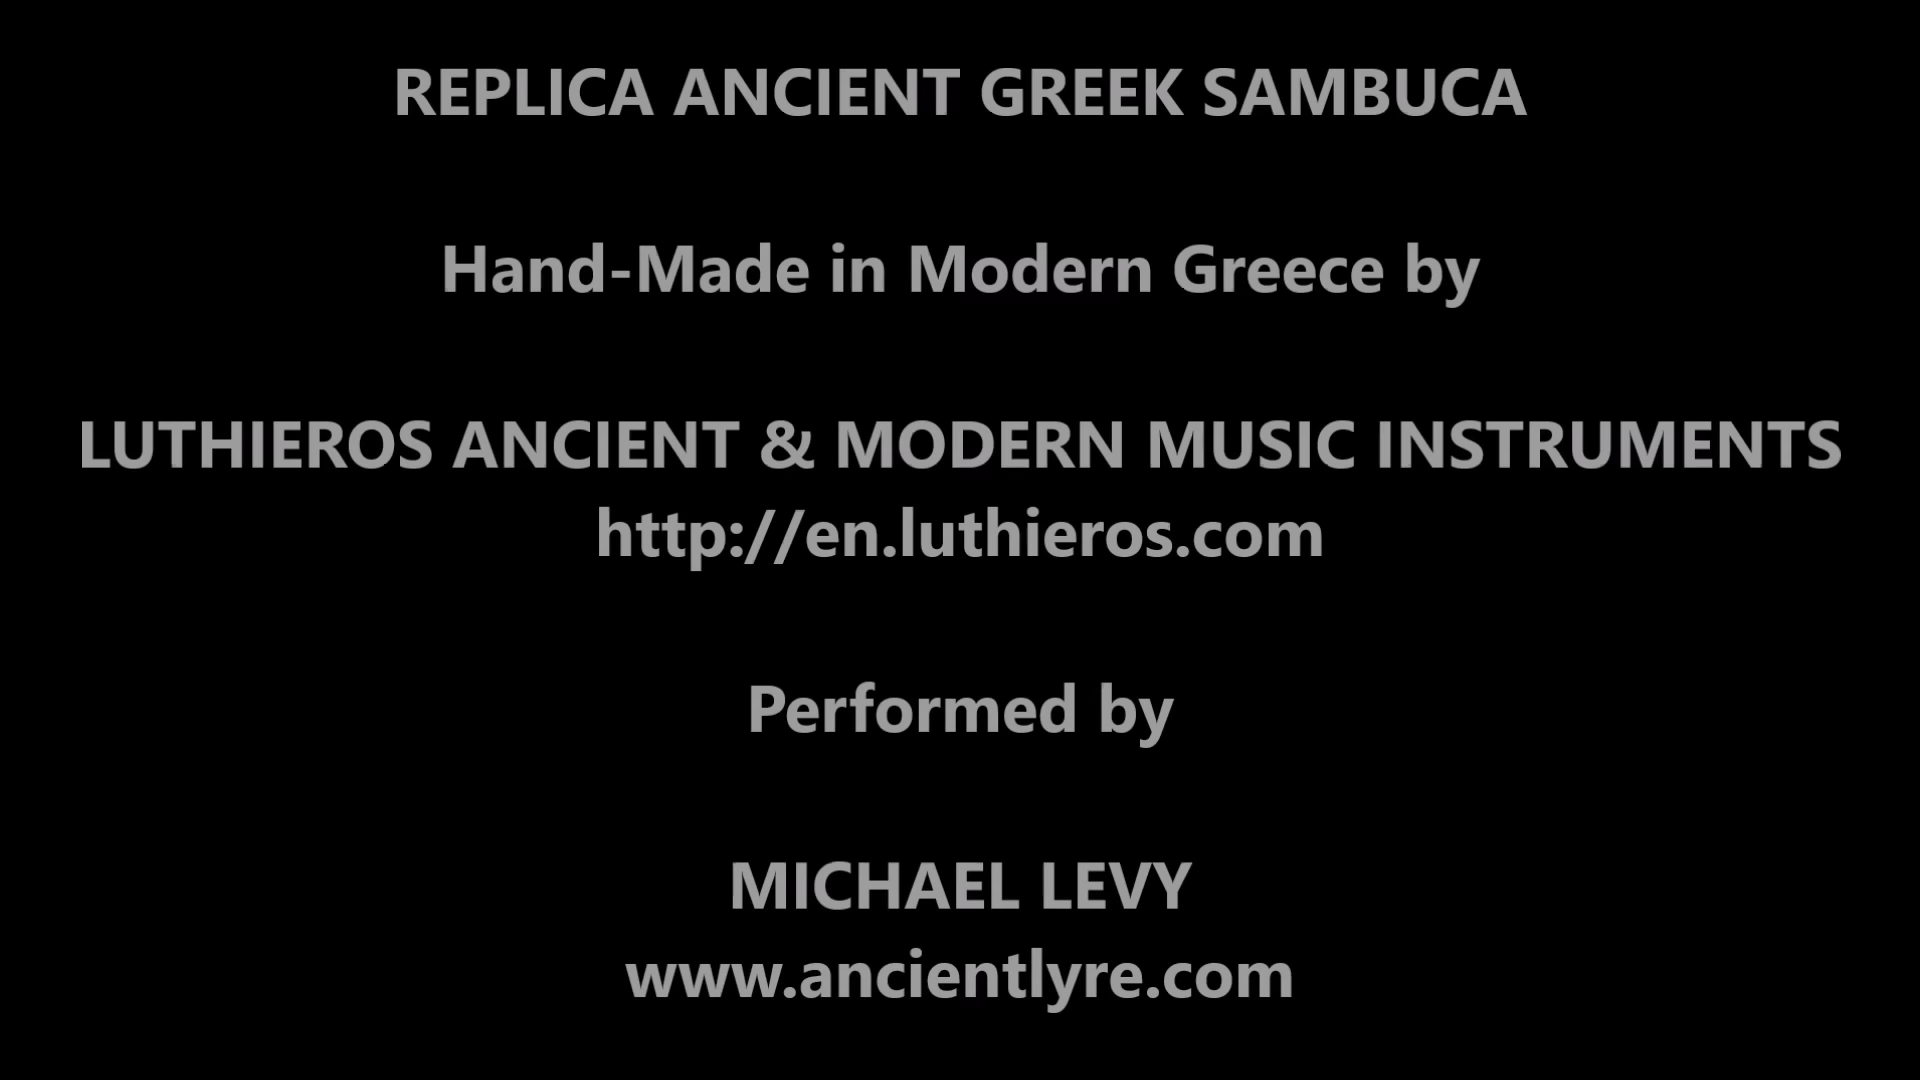 REPLICA ANCIENT GREEK SAMBUCA
Hand-Made in Modern Greece by
LUTHIEROS ANCIENT & MODERN MUSIC INSTRUMENTS
http://en.luthieros.com
Performed by
MICHAEL LEVY
www.ancientlyre.com